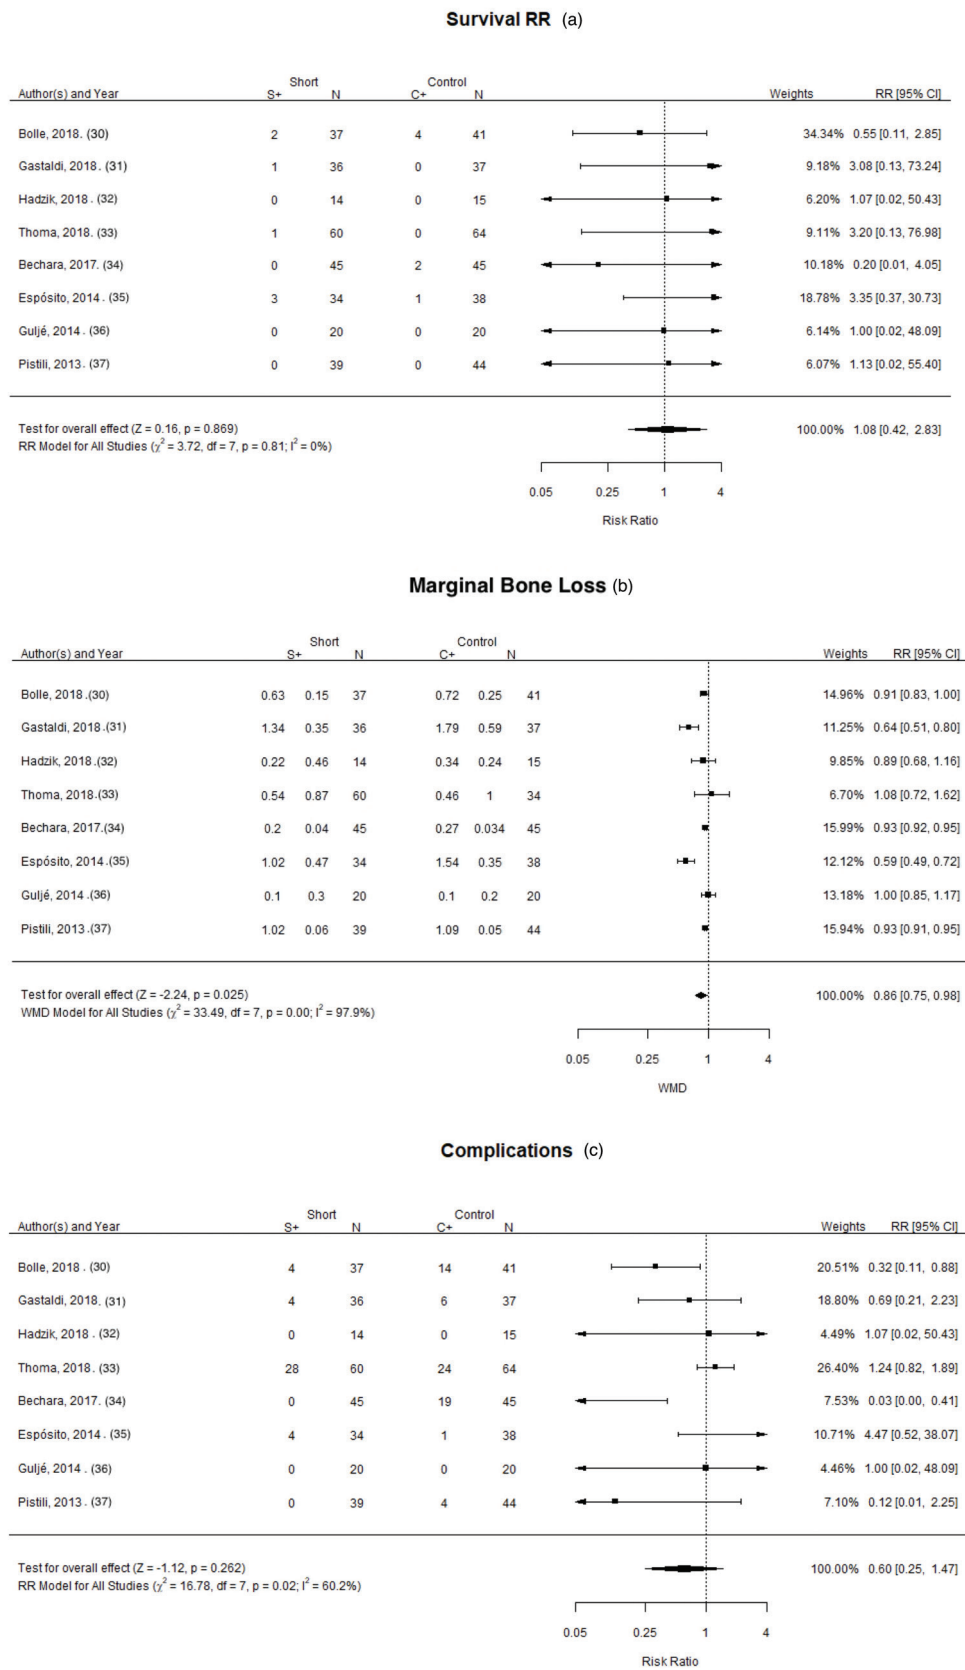 Survival RR (a)
Short Control
Author(s) and Year S+ N C+ N Weights RR [95% CI]
Bolle, 2018. (30) 2 37 4 41 34.34% 0.55 [0.11, 2.85]
Gastaldi, 2018. (31) 1 36 0 37 9.18% 3.08 [0.13, 73.24]
Hadzik, 2018. (32) 0 14 0 15 6.20% 1.07 [0.02, 50.43]
Thoma, 2018. (33) 1 60 0 64 9.11% 3.20 [0.13, 76.98]
Bechara, 2017. (34) 0 45 2 45 10.18% 0.20 [0.01, 4.05]
Espósito, 2014. (35) 3 34 1 38 18.78% 3.35 [0.37, 30.73]
Guljé, 2014. (36) 0 20 0 20 6.14% 1.00 [0.02, 48.09]
Pistili, 2013. (37) 0 39 0 44 6.07% 1.13 [0.02, 55.40]
Test for overall effect (Z = 0.16, p = 0.869)
RR Model for All Studies (χ² = 3.72, df = 7, p = 0.81; I² = 0%) 100.00% 1.08 [0.42, 2.83]
0.05 0.25 1 4
Risk Ratio
Marginal Bone Loss (b)
Short Control
Author(s) and Year S+ N C+ N Weights RR [95% CI]
Bolle, 2018.(30) 0.63 0.15 37 0.72 0.25 41 14.96% 0.91 [0.83, 1.00]
Gastaldi, 2018.(31) 1.34 0.35 36 1.79 0.59 37 11.25% 0.64 [0.51, 0.80]
Hadzik, 2018.(32) 0.22 0.46 14 0.34 0.24 15 9.85% 0.89 [0.68, 1.16]
Thoma, 2018.(33) 0.54 0.87 60 0.46 1 34 6.70% 1.08 [0.72, 1.62]
Bechara, 2017.(34) 0.2 0.04 45 0.27 0.034 45 15.99% 0.93 [0.92, 0.95]
Espósito, 2014.(35) 1.02 0.47 34 1.54 0.35 38 12.12% 0.59 [0.49, 0.72]
Guljé, 2014.(36) 0.1 0.3 20 0.1 0.2 20 13.18% 1.00 [0.85, 1.17]
Pistili, 2013.(37) 1.02 0.06 39 1.09 0.05 44 15.94% 0.93 [0.91, 0.95]
Test for overall effect (Z = -2.24, p = 0.025) 100.00% 0.86 [0.75, 0.98]
WMD Model for All Studies (χ² = 33.49, df = 7, p = 0.00; I² = 97.9%)
0.05 0.25 1 4
WMD
Complications (c)
Short Control
Author(s) and Year S+ N C+ N Weights RR [95% CI]
Bolle, 2018. (30) 4 37 14 41 20.51% 0.32 [0.11, 0.88]
Gastaldi, 2018. (31) 4 36 6 37 18.80% 0.69 [0.21, 2.23]
Hadzik, 2018. (32) 0 14 0 15 4.49% 1.07 [0.02, 50.43]
Thoma, 2018. (33) 28 60 24 64 26.40% 1.24 [0.82, 1.89]
Bechara, 2017. (34) 0 45 19 45 7.53% 0.03 [0.00, 0.41]
Espósito, 2014. (35) 4 34 1 38 10.71% 4.47 [0.52, 38.07]
Guljé, 2014. (36) 0 20 0 20 4.46% 1.00 [0.02, 48.09]
Pistili, 2013. (37) 0 39 4 44 7.10% 0.12 [0.01, 2.25]
Test for overall effect (Z = -1.12, p = 0.262) 100.00% 0.60 [0.25, 1.47]
RR Model for All Studies (χ² = 16.78, df = 7, p = 0.02; I² = 60.2%)
0.05 0.25 1 4
Risk Ratio